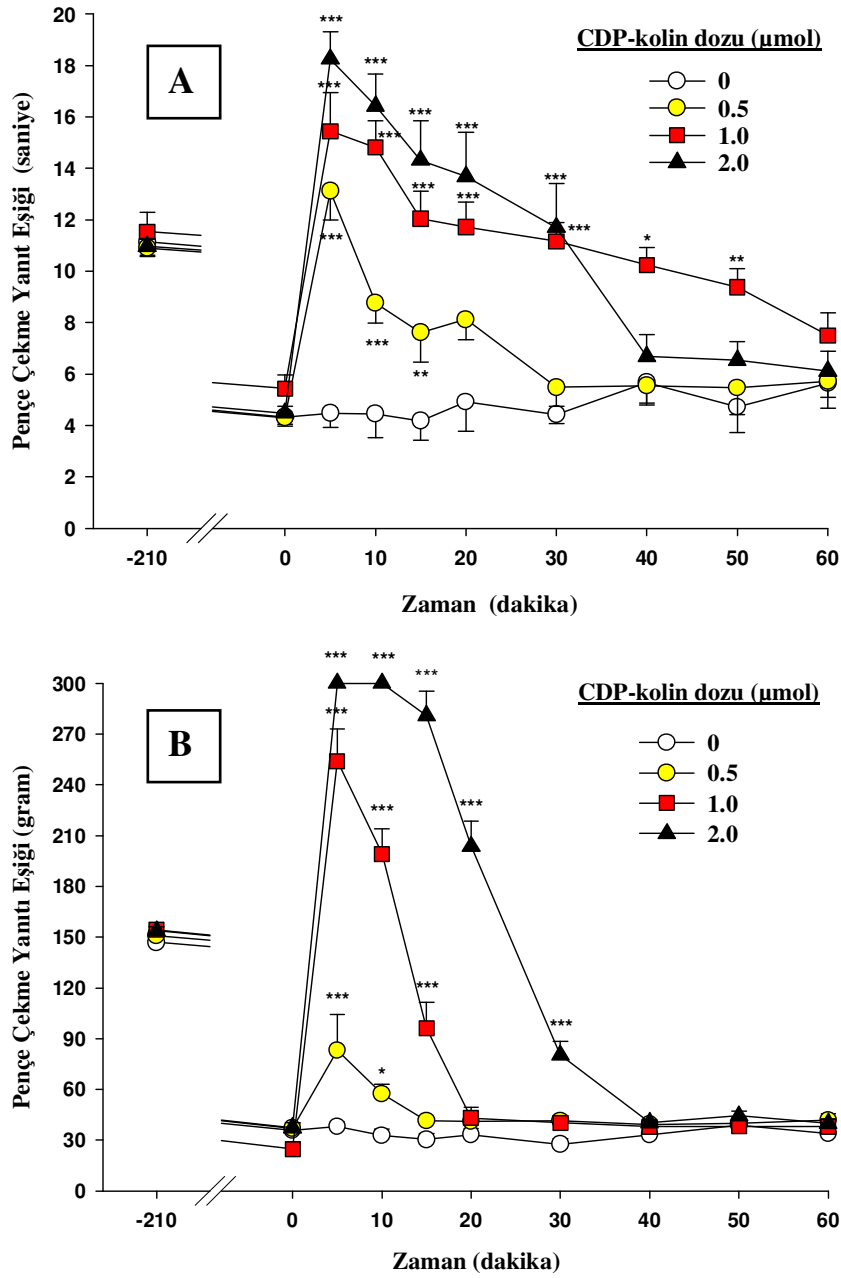 A
CDP-kolin dozu (µmol)
0
0.5
1.0
2.0
Pençe Çekme Yanıt Eşiği (saniye)
20
18
16
14
12
10
8
6
4
2
0
*** *** *** *** ***
*** *** *** *** *** * **
*** *** **
-210 0 10 20 30 40 50 60
Zaman (dakika)
B
CDP-kolin dozu (µmol)
0
0.5
1.0
2.0
Pençe Çekme Yanıtı Eşiği (gram)
300
270
240
210
180
150
120
90
60
30
0
*** *** *** *** ***
*** *** ***
*** *
-210 0 10 20 30 40 50 60
Zaman (dakika)